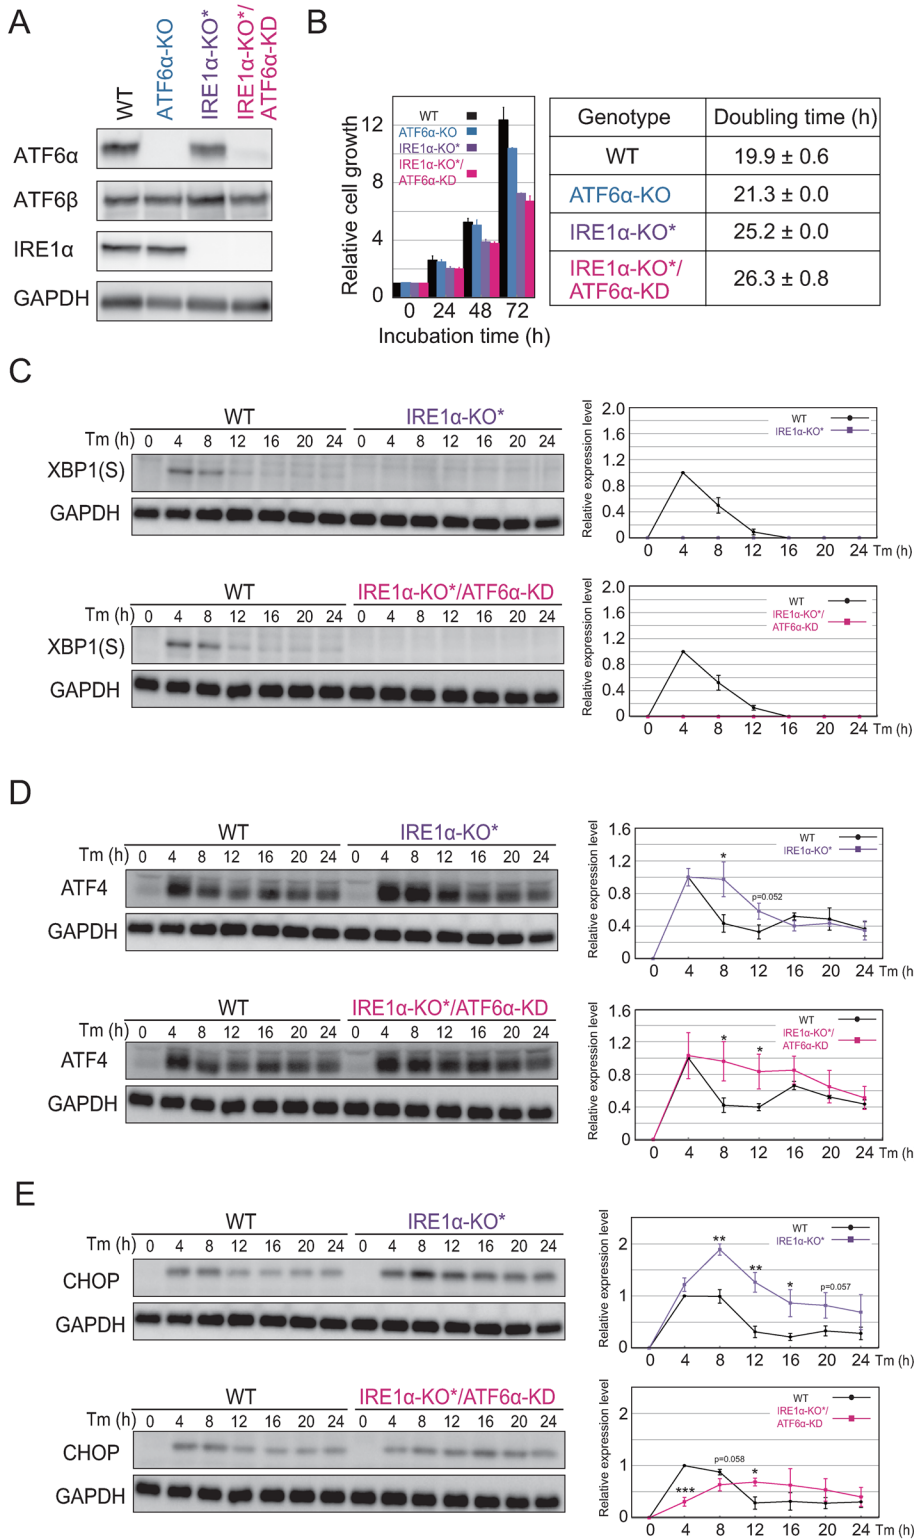 A
WT
ATF6α-KO
IRE1α-KO*
IRE1α-KO*/
ATF6α-KD
ATF6α
ATF6β
IRE1α
GAPDH
B
Relative cell growth
12
8
4
0
WT
ATF6α-KO
IRE1α-KO*
IRE1α-KO*/
ATF6α-KD
0 24 48 72
Incubation time (h)
Genotype Doubling time (h)
WT 19.9 ± 0.6
ATF6α-KO 21.3 ± 0.0
IRE1α-KO* 25.2 ± 0.0
IRE1α-KO*/
ATF6α-KD 26.3 ± 0.8
C
WT IRE1α-KO*
Tm (h) 0 4 8 12 16 20 24 0 4 8 12 16 20 24
XBP1(S)
GAPDH
Relative expression level
2.0
1.6
1.2
0.8
0.4
0
WT
IRE1α-KO*
0 4 8 12 16 20 24 Tm (h)
WT IRE1α-KO*/ATF6α-KD
Tm (h) 0 4 8 12 16 20 24 0 4 8 12 16 20 24
XBP1(S)
GAPDH
Relative expression level
2.0
1.6
1.2
0.8
0.4
0
WT
IRE1α-KO*/
ATF6α-KD
0 4 8 12 16 20 24 Tm (h)
D
WT IRE1α-KO*
Tm (h) 0 4 8 12 16 20 24 0 4 8 12 16 20 24
ATF4
GAPDH
Relative expression level
1.6
1.2
0.8
0.4
0
WT
IRE1α-KO*
*
p=0.052
0 4 8 12 16 20 24 Tm (h
WT IRE1α-KO*/ATF6α-KD
Tm (h) 0 4 8 12 16 20 24 0 4 8 12 16 20 24
ATF4
GAPDH
Relative expression level
1.6
1.2
0.8
0.4
0
WT
IRE1α-KO*/
ATF6α-KD
* *
0 4 8 12 16 20 24 Tm (h
E
WT IRE1α-KO*
Tm (h) 0 4 8 12 16 20 24 0 4 8 12 16 20 24
CHOP
GAPDH
Relative expression level
2
1
0
WT
IRE1α-KO*
** ** * p=0.057
0 4 8 12 16 20 24 Tm (h)
WT IRE1α-KO*/ATF6α-KD
Tm (h) 0 4 8 12 16 20 24 0 4 8 12 16 20 24
CHOP
GAPDH
Relative expression level
2
1
0
WT
IRE1α-KO*/
ATF6α-KD
*** p=0.058 *
0 4 8 12 16 20 24 Tm (h)